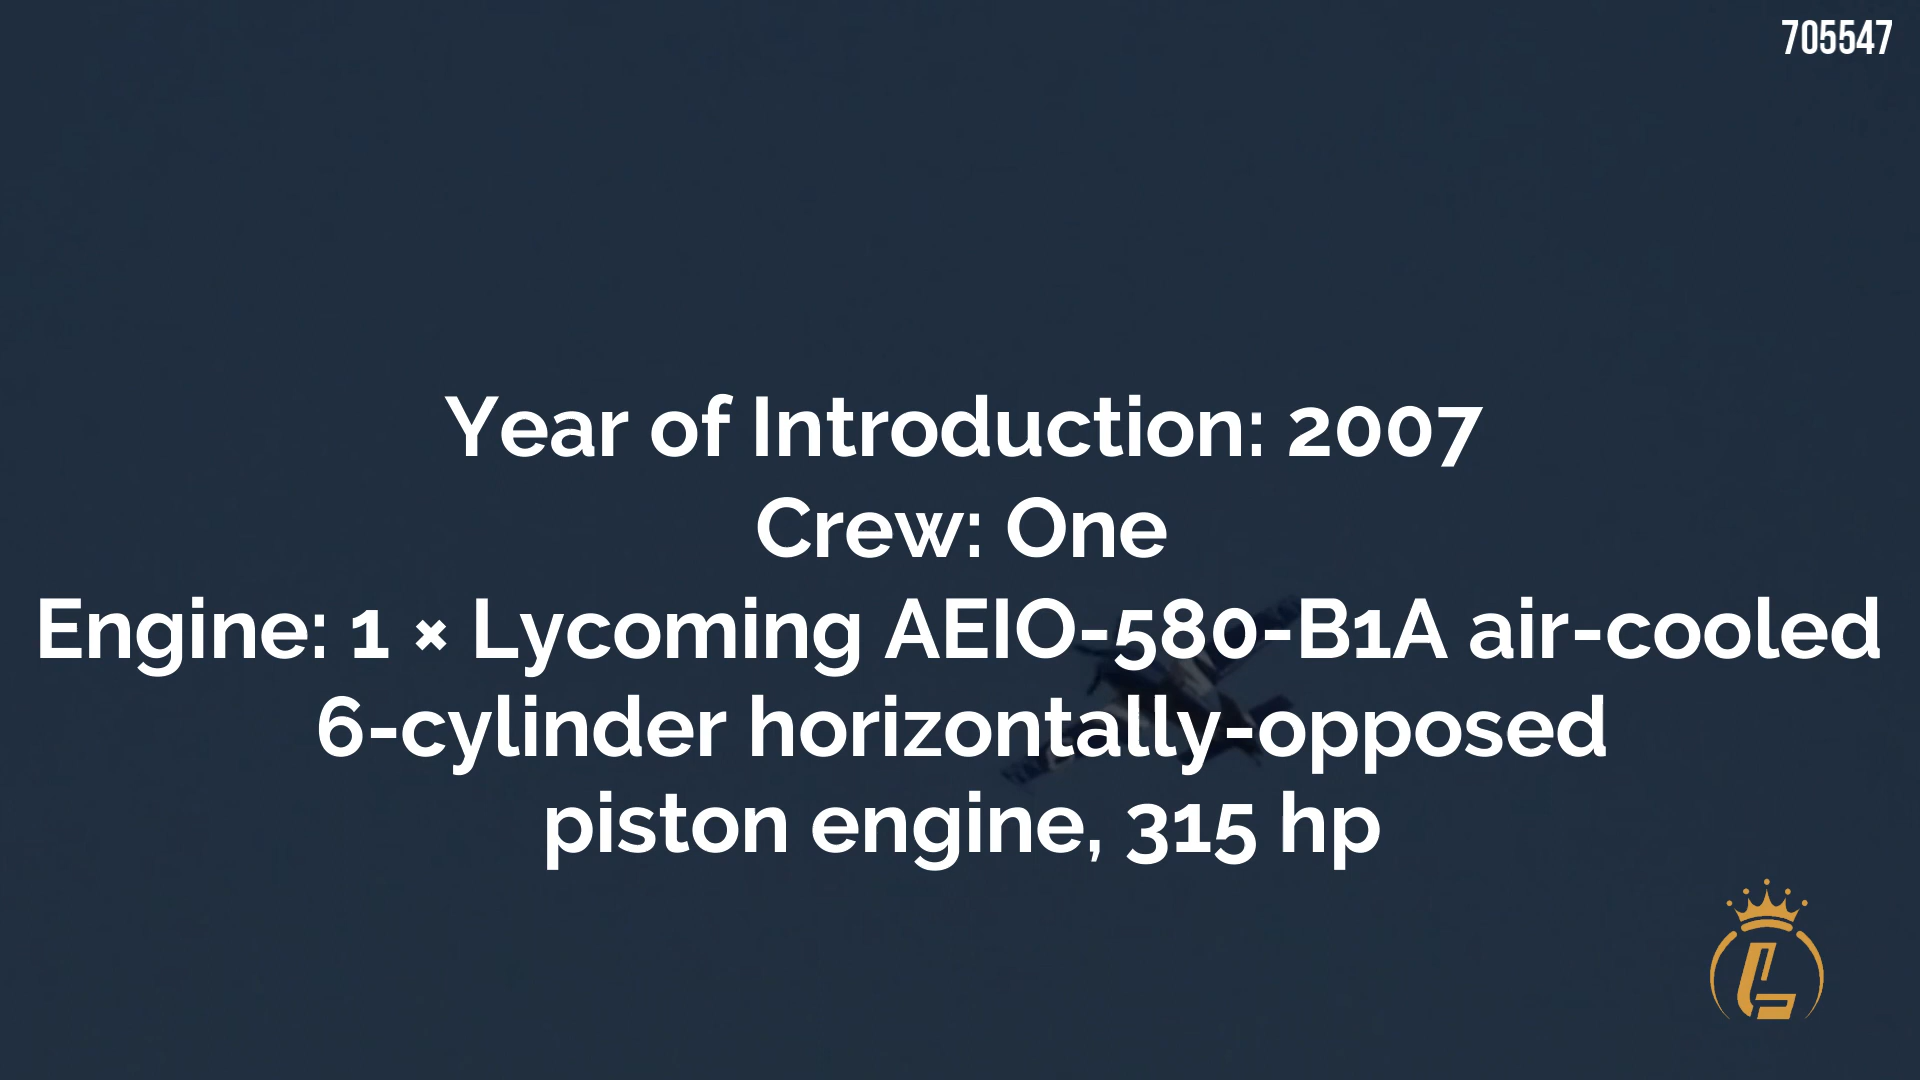 705547
Year of Introduction: 2007
Crew: One
Engine: 1 × Lycoming AEIO-580-B1A air-cooled
6-cylinder horizontally-opposed
piston engine, 315 hp
L